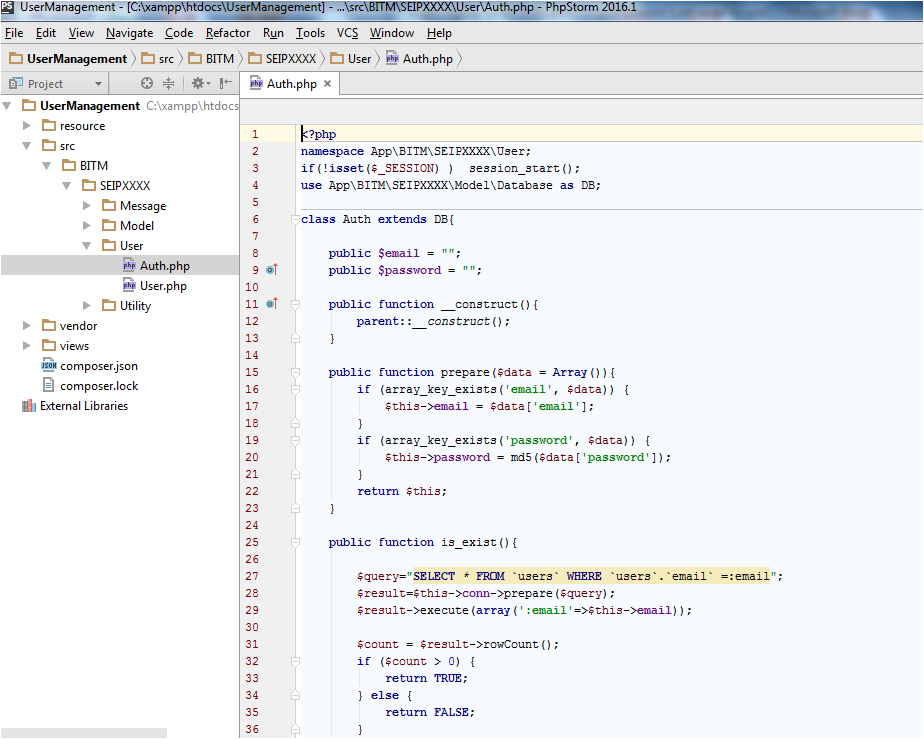 PS UserManagement - [C:\xampp\htdocs\UserManagement] - ...\src\BITM\SEIPXXXX\User\Auth.php - PhpStorm 2016.1
File Edit View Navigate Code Refactor Run Tools VCS Window Help
UserManagement src BITM SEIPXXXX User php Auth.php
Project
php Auth.php ×
UserManagement C:\xampp\htdocs
resource
src
BITM
SEIPXXXX
Message
Model
User
php Auth.php
php User.php
Utility
vendor
views
JSON composer.json
composer.lock
External Libraries
1 <?php
2 namespace App\BITM\SEIPXXXX\User;
3 if(!isset($_SESSION) )  session_start();
4 use App\BITM\SEIPXXXX\Model\Database as DB;
5
6 class Auth extends DB{
7
8     public $email = "";
9     public $password = "";
10
11     public function __construct(){
12         parent::__construct();
13     }
14
15     public function prepare($data = Array()){
16         if (array_key_exists('email', $data)) {
17             $this->email = $data['email'];
18         }
19         if (array_key_exists('password', $data)) {
20             $this->password = md5($data['password']);
21         }
22         return $this;
23     }
24
25     public function is_exist(){
26
27         $query="SELECT * FROM `users` WHERE `users`.`email` =:email";
28         $result=$this->conn->prepare($query);
29         $result->execute(array(':email'=>$this->email));
30
31         $count = $result->rowCount();
32         if ($count > 0) {
33             return TRUE;
34         } else {
35             return FALSE;
36         }